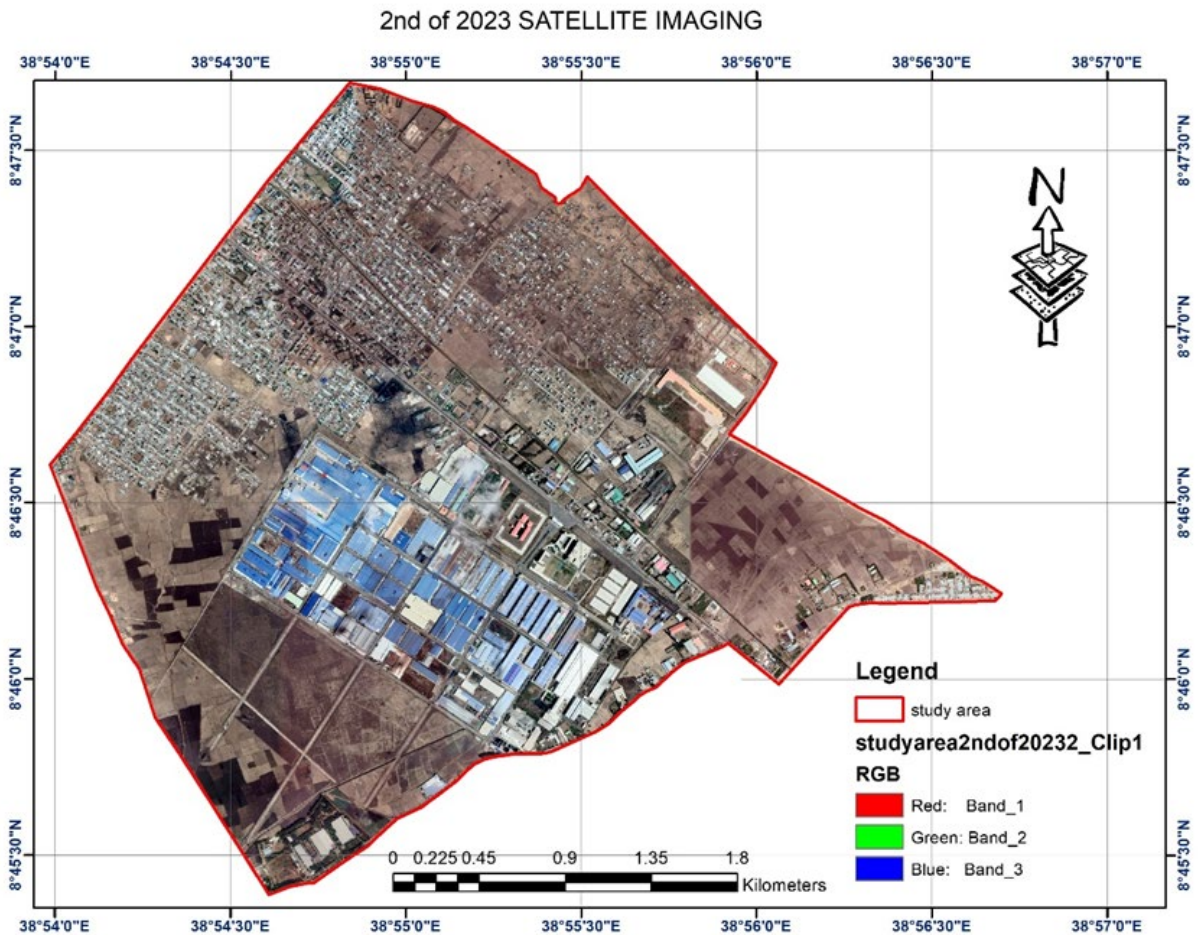 2nd of 2023 SATELLITE IMAGING
38°54'0"E 38°54'30"E 38°55'0"E 38°55'30"E 38°56'0"E 38°56'30"E 38°57'0"E
8°47'30"N 8°47'30"N
N
8°47'0"N 8°47'0"N
8°46'30"N 8°46'30"N
8°46'0"N 8°46'0"N
Legend
study area
studyarea2ndof20232_Clip1
RGB
Red: Band_1
Green: Band_2
Blue: Band_3
8°45'30"N 8°45'30"N
0 0.225 0.45 0.9 1.35 1.8
Kilometers
38°54'0"E 38°54'30"E 38°55'0"E 38°55'30"E 38°56'0"E 38°56'30"E 38°57'0"E